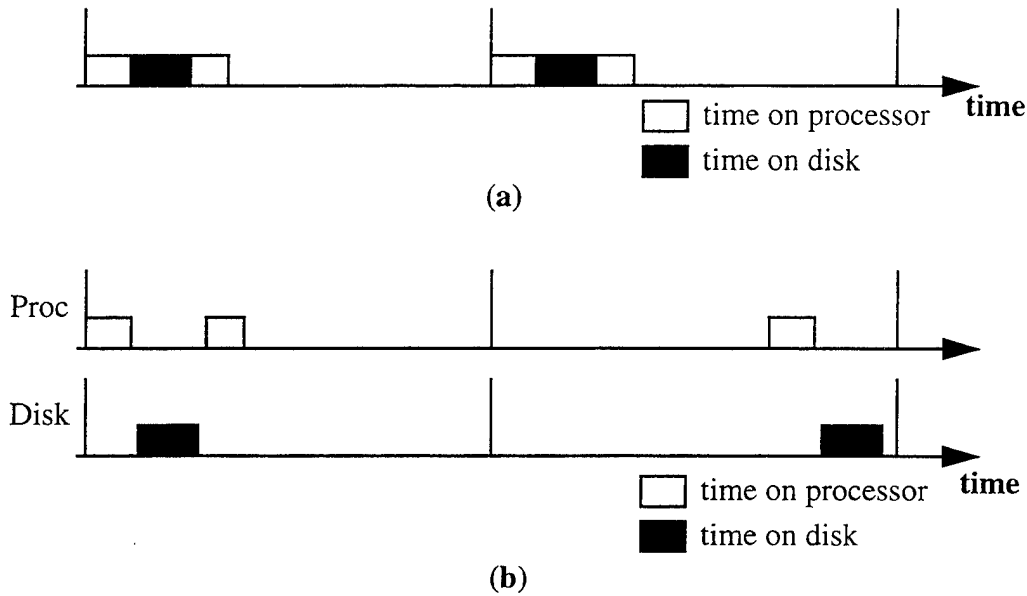 time
time on processor
time on disk
(a)
Proc
Disk
time
time on processor
time on disk
(b)